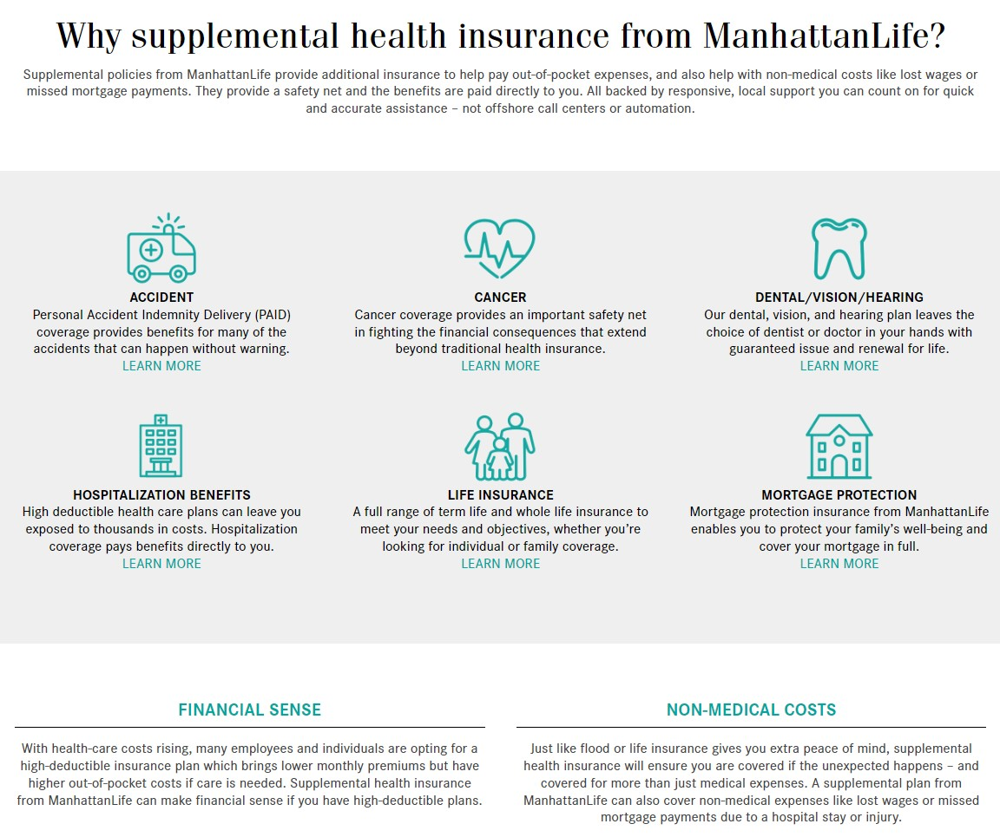 Why supplemental health insurance from ManhattanLife?
Supplemental policies from ManhattanLife provide additional insurance to help pay out-of-pocket expenses, and also help with non-medical costs like lost wages or
missed mortgage payments. They provide a safety net and the benefits are paid directly to you. All backed by responsive, local support you can count on for quick
and accurate assistance – not offshore call centers or automation.
ACCIDENT
Personal Accident Indemnity Delivery (PAID)
coverage provides benefits for many of the
accidents that can happen without warning.
LEARN MORE
CANCER
Cancer coverage provides an important safety net
in fighting the financial consequences that extend
beyond traditional health insurance.
LEARN MORE
DENTAL/VISION/HEARING
Our dental, vision, and hearing plan leaves the
choice of dentist or doctor in your hands with
guaranteed issue and renewal for life.
LEARN MORE
HOSPITALIZATION BENEFITS
High deductible health care plans can leave you
exposed to thousands in costs. Hospitalization
coverage pays benefits directly to you.
LEARN MORE
LIFE INSURANCE
A full range of term life and whole life insurance to
meet your needs and objectives, whether you're
looking for individual or family coverage.
LEARN MORE
MORTGAGE PROTECTION
Mortgage protection insurance from ManhattanLife
enables you to protect your family's well-being and
cover your mortgage in full.
LEARN MORE
FINANCIAL SENSE
With health-care costs rising, many employees and individuals are opting for a
high-deductible insurance plan which brings lower monthly premiums but have
higher out-of-pocket costs if care is needed. Supplemental health insurance
from ManhattanLife can make financial sense if you have high-deductible plans.
NON-MEDICAL COSTS
Just like flood or life insurance gives you extra peace of mind, supplemental
health insurance will ensure you are covered if the unexpected happens – and
covered for more than just medical expenses. A supplemental plan from
ManhattanLife can also cover non-medical expenses like lost wages or missed
mortgage payments due to a hospital stay or injury.